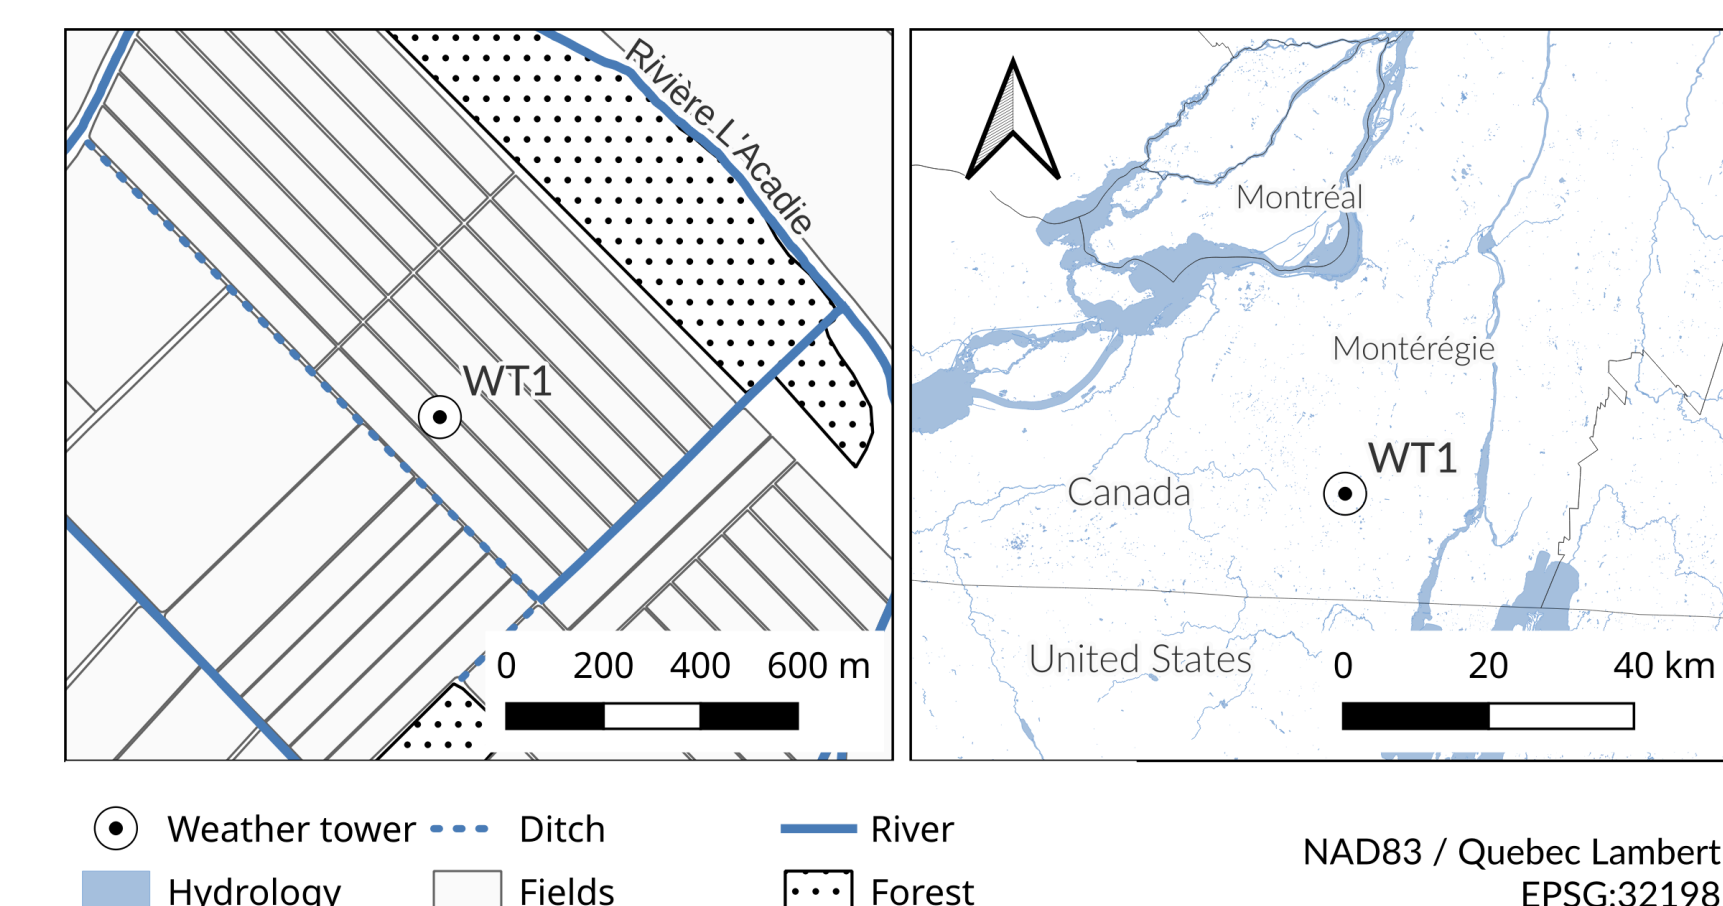 Rivière L'Acadie
WT1
0 200 400 600 m
Montréal
Montérégie
WT1
Canada
United States
0 20 40 km
Weather tower
Ditch
River
Hydrology
Fields
Forest
NAD83 / Quebec Lambert
EPSG:32198